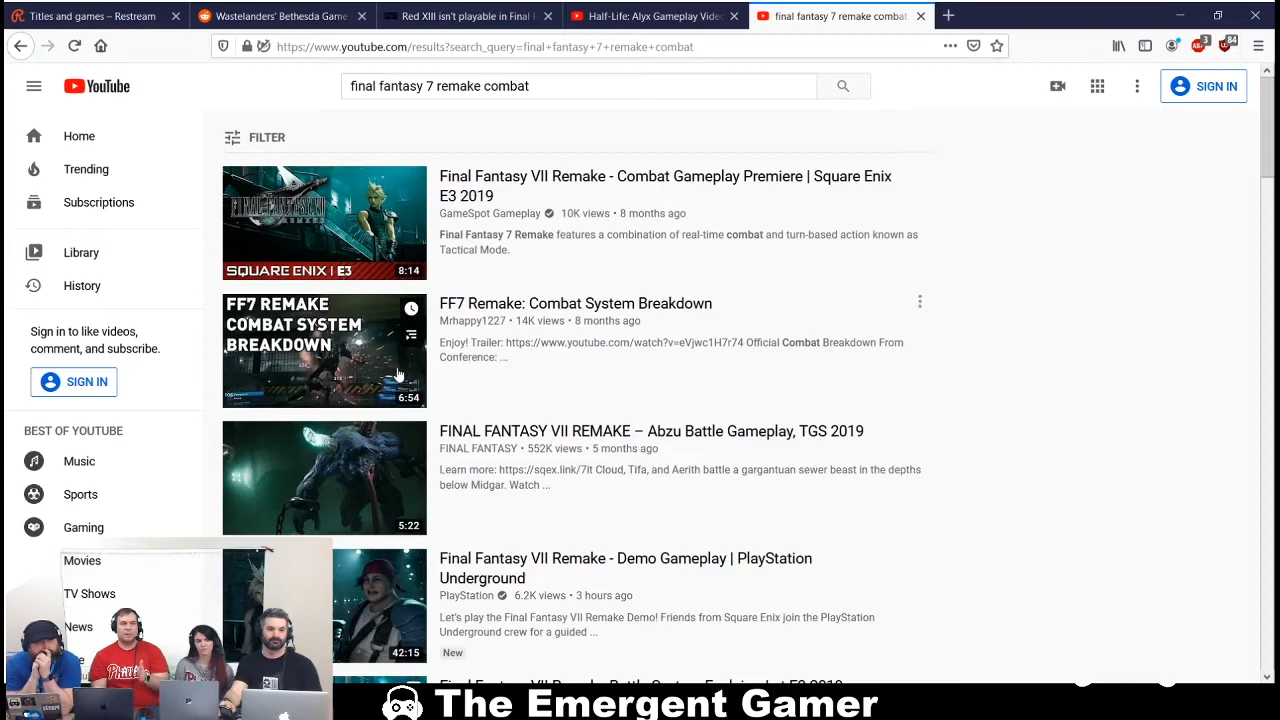 Titles and games – Restream
Wastelanders' Bethesda Game
Red XIII isn't playable in Final
Half-Life: Alyx Gameplay Vide
final fantasy 7 remake combat
https://www.youtube.com/results?search_query=final+fantasy+7+remake+combat
3
84
YouTube
final fantasy 7 remake combat
SIGN IN
Home
Trending
Subscriptions
Library
History
Sign in to like videos,
comment, and subscribe.
SIGN IN
BEST OF YOUTUBE
Music
Sports
Gaming
Movies
TV Shows
News
FILTER
FINAL FANTASY VII
REMAKE
SQUARE ENIX | E3
8:14
Final Fantasy VII Remake - Combat Gameplay Premiere | Square Enix
E3 2019
GameSpot Gameplay 10K views • 8 months ago
Final Fantasy 7 Remake features a combination of real-time combat and turn-based action known as
Tactical Mode.
FF7 REMAKE
COMBAT SYSTEM
BREAKDOWN
6:54
FF7 Remake: Combat System Breakdown
Mrhappy1227 • 14K views • 8 months ago
Enjoy! Trailer: https://www.youtube.com/watch?v=eVjwc1H7r74 Official Combat Breakdown From
Conference: ...
5:22
FINAL FANTASY VII REMAKE – Abzu Battle Gameplay, TGS 2019
FINAL FANTASY • 552K views • 5 months ago
Learn more: https://sqex.link/7it Cloud, Tifa, and Aerith battle a gargantuan sewer beast in the depths
below Midgar. Watch ...
42:15
Final Fantasy VII Remake - Demo Gameplay | PlayStation
Underground
PlayStation 6.2K views • 3 hours ago
Let's play the Final Fantasy VII Remake Demo! Friends from Square Enix join the PlayStation
Underground crew for a guided ...
New
Phillies
The Emergent Gamer